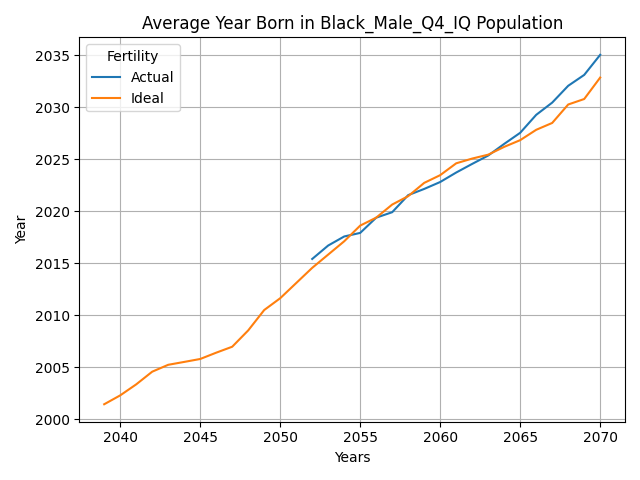 Average Year Born in Black_Male_Q4_IQ Population
Fertility
Actual
Ideal
2035
2030
2025
2020
2015
2010
2005
2000
Year
2040 2045 2050 2055 2060 2065 2070
Years